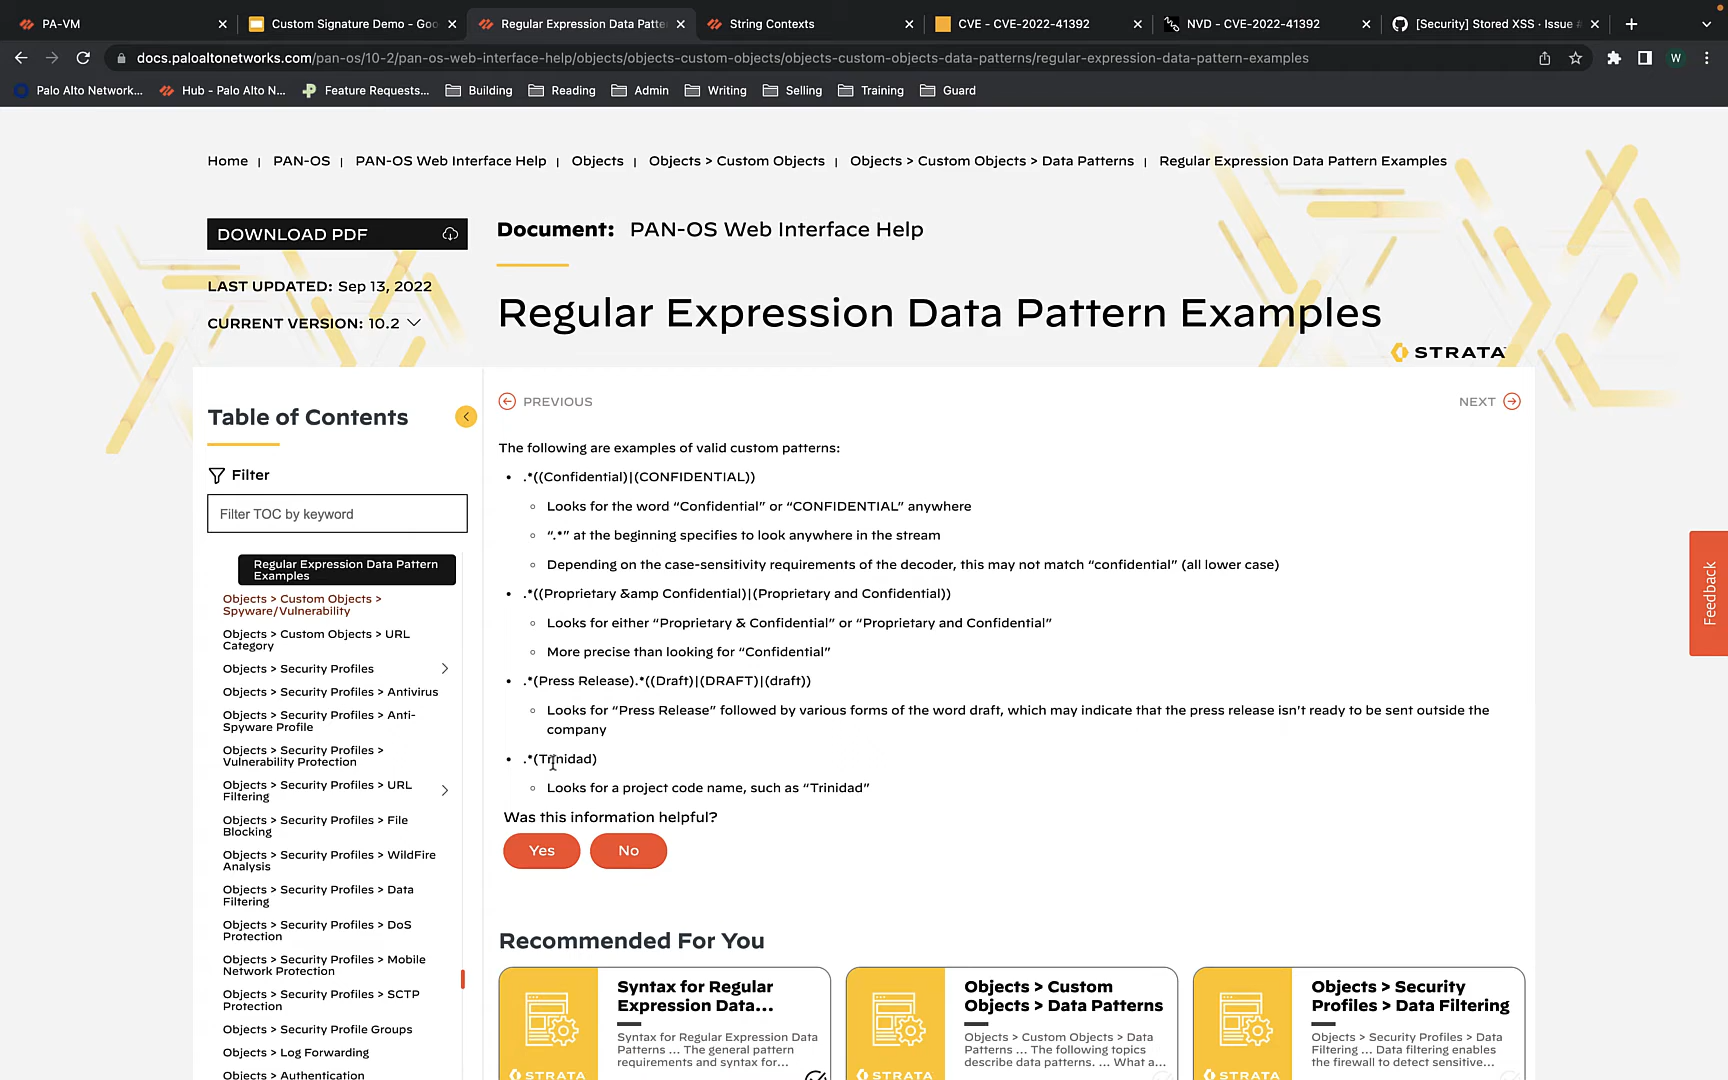 PA-VM
Custom Signature Demo - Goo
Regular Expression Data Patte
String Contexts
CVE - CVE-2022-41392
NVD - CVE-2022-41392
[Security] Stored XSS · Issue #
docs.paloaltonetworks.com/pan-os/10-2/pan-os-web-interface-help/objects/objects-custom-objects/objects-custom-objects-data-patterns/regular-expression-data-pattern-examples
W
Palo Alto Network...
Hub - Palo Alto N...
Feature Requests...
Building
Reading
Admin
Writing
Selling
Training
Guard
Home | PAN-OS | PAN-OS Web Interface Help | Objects | Objects > Custom Objects | Objects > Custom Objects > Data Patterns | Regular Expression Data Pattern Examples
DOWNLOAD PDF
LAST UPDATED: Sep 13, 2022
CURRENT VERSION: 10.2
Document: PAN-OS Web Interface Help
Regular Expression Data Pattern Examples
STRATA
Table of Contents
Filter
Filter TOC by keyword
Regular Expression Data Pattern
Examples
Objects > Custom Objects >
Spyware/Vulnerability
Objects > Custom Objects > URL
Category
Objects > Security Profiles
Objects > Security Profiles > Antivirus
Objects > Security Profiles > Anti-
Spyware Profile
Objects > Security Profiles >
Vulnerability Protection
Objects > Security Profiles > URL
Filtering
Objects > Security Profiles > File
Blocking
Objects > Security Profiles > WildFire
Analysis
Objects > Security Profiles > Data
Filtering
Objects > Security Profiles > DoS
Protection
Objects > Security Profiles > Mobile
Network Protection
Objects > Security Profiles > SCTP
Protection
Objects > Security Profile Groups
Objects > Log Forwarding
Objects > Authentication
PREVIOUS
NEXT
The following are examples of valid custom patterns:
• .*((Confidential)|(CONFIDENTIAL))
◦ Looks for the word “Confidential” or “CONFIDENTIAL” anywhere
◦ “.*” at the beginning specifies to look anywhere in the stream
◦ Depending on the case-sensitivity requirements of the decoder, this may not match “confidential” (all lower case)
• .*((Proprietary &amp Confidential)|(Proprietary and Confidential))
◦ Looks for either “Proprietary & Confidential” or “Proprietary and Confidential”
◦ More precise than looking for “Confidential”
• .*(Press Release).*((Draft)|(DRAFT)|(draft))
◦ Looks for “Press Release” followed by various forms of the word draft, which may indicate that the press release isn’t ready to be sent outside the
company
• .*(Trinidad)
◦ Looks for a project code name, such as “Trinidad”
Was this information helpful?
Yes
No
Feedback
Recommended For You
Syntax for Regular
Expression Data...
Syntax for Regular Expression Data
Patterns ... The general pattern
requirements and syntax for...
STRATA
Objects > Custom
Objects > Data Patterns
Objects > Custom Objects > Data
Patterns ... The following topics
describe data patterns. ... What a...
STRATA
Objects > Security
Profiles > Data Filtering
Objects > Security Profiles > Data
Filtering ... Data filtering enables
the firewall to detect sensitive...
STRATA